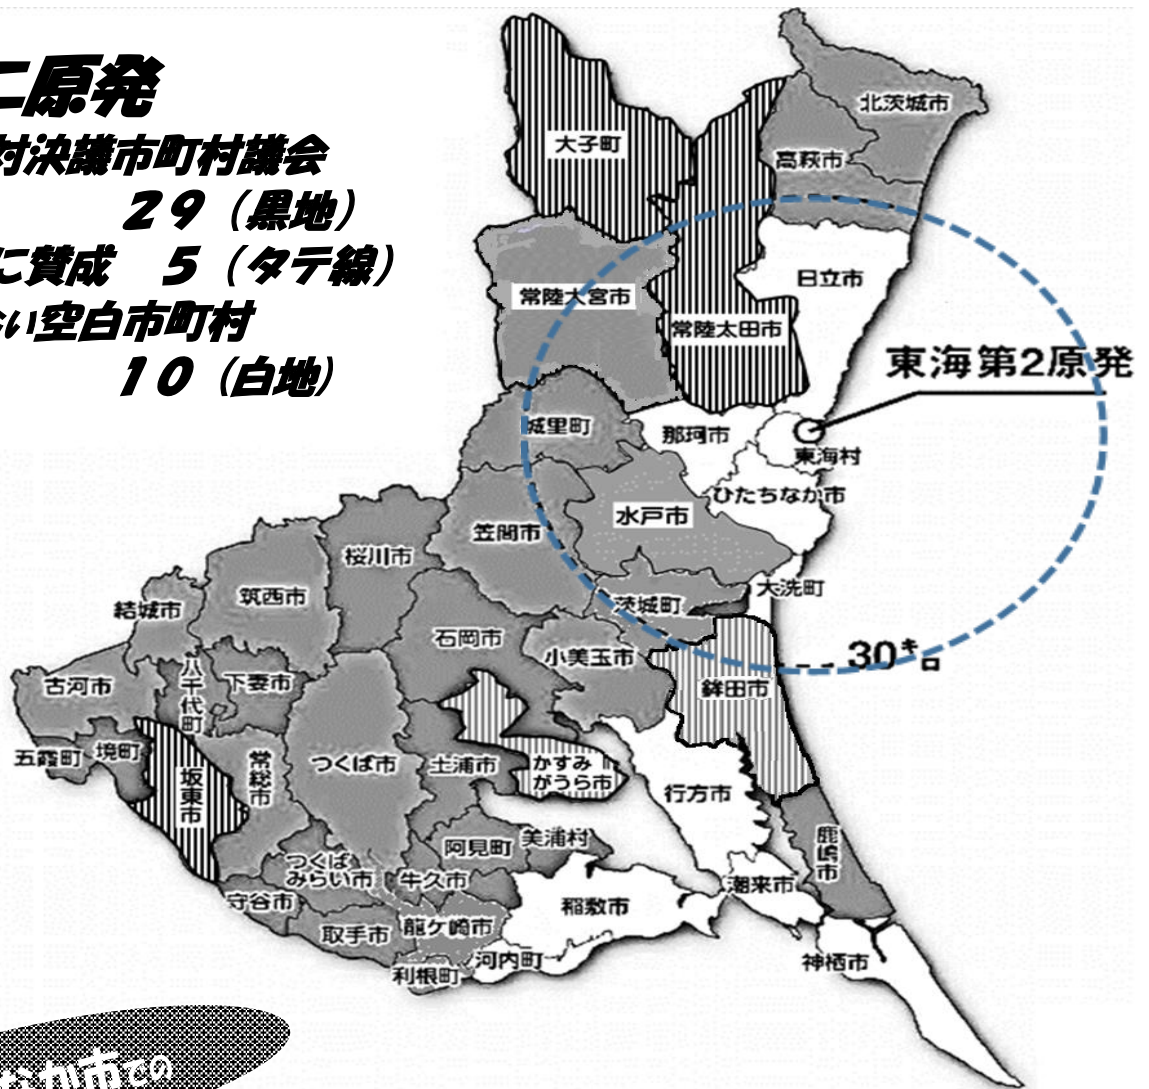 二原発
村決議市町村議会
２９（黒地）
に賛成　５（タテ線）
い空白市町村
１０（白地）
北茨城市
大子町
高萩市
日立市
常陸大宮市
常陸太田市
東海第2原発
城里町
那珂市
東海村
ひたちなか市
水戸市
笠間市
桜川市
大洗町
筑西市
結城市
茨城町
石岡市
小美玉市
30㌔
古河市
八千代町
下妻市
鉾田市
五霞町
境町
坂東市
常総市
つくば市
土浦市
かすみ
がうら市
行方市
鹿嶋市
阿見町
美浦村
つくば
みらい市
牛久市
潮来市
守谷市
稲敷市
取手市
龍ケ崎市
河内町
神栖市
利根町
か市での